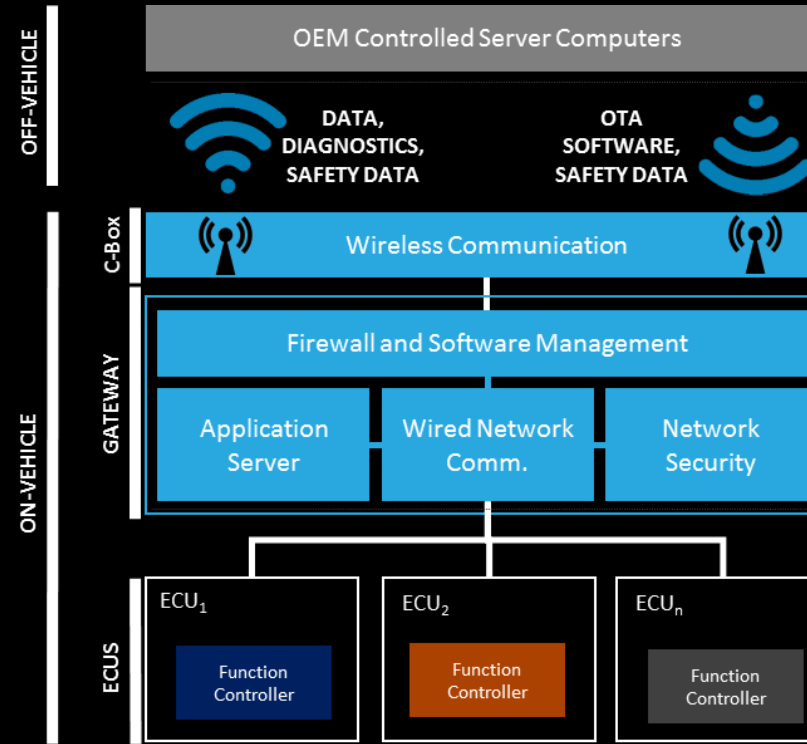 OFF-VEHICLE
OEM Controlled Server Computers
DATA,
DIAGNOSTICS,
SAFETY DATA
OTA
SOFTWARE,
SAFETY DATA
ON-VEHICLE
C-Box
Wireless Communication
GATEWAY
Firewall and Software Management
Application
Server
Wired Network
Comm.
Network
Security
ECUS
ECU1
Function
Controller
ECU2
Function
Controller
ECUn
Function
Controller